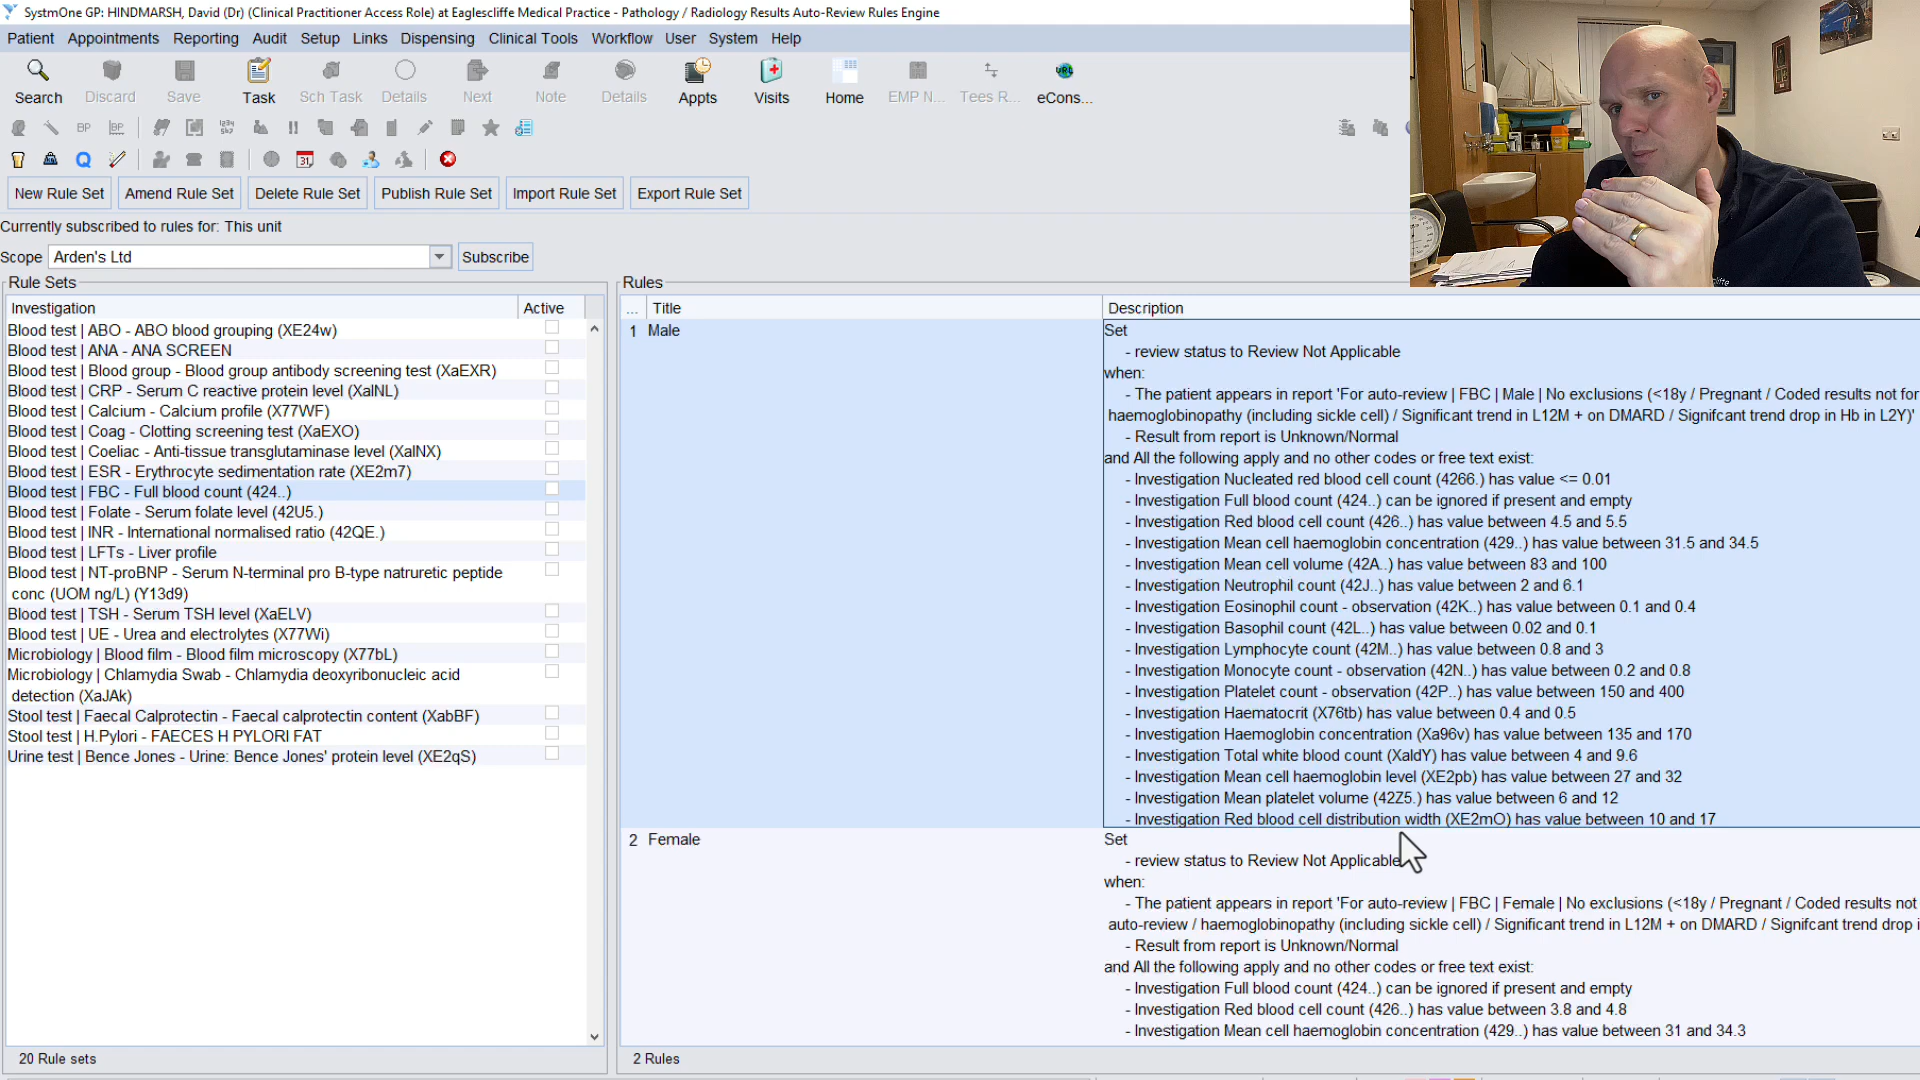 SystmOne GP: HINDMARSH, David (Dr) (Clinical Practitioner Access Role) at Eaglescliffe Medical Practice - Pathology / Radiology Results Auto-Review Rules Engine
Patient Appointments Reporting Audit Setup Links Dispensing Clinical Tools Workflow User System Help
Search Discard Save Task Sch Task Details Next Note Details Appts Visits Home EMP N... Tees R... eCons...
New Rule Set Amend Rule Set Delete Rule Set Publish Rule Set Import Rule Set Export Rule Set
Currently subscribed to rules for: This unit
Scope Arden's Ltd Subscribe
Rule Sets
Investigation Active
Blood test | ABO - ABO blood grouping (XE24w)
Blood test | ANA - ANA SCREEN
Blood test | Blood group - Blood group antibody screening test (XaEXR)
Blood test | CRP - Serum C reactive protein level (XaINL)
Blood test | Calcium - Calcium profile (X77WF)
Blood test | Coag - Clotting screening test (XaEXO)
Blood test | Coeliac - Anti-tissue transglutaminase level (XaINX)
Blood test | ESR - Erythrocyte sedimentation rate (XE2m7)
Blood test | FBC - Full blood count (424..)
Blood test | Folate - Serum folate level (42U5.)
Blood test | INR - International normalised ratio (42QE.)
Blood test | LFTs - Liver profile
Blood test | NT-proBNP - Serum N-terminal pro B-type natruretic peptide
conc (UOM ng/L) (Y13d9)
Blood test | TSH - Serum TSH level (XaELV)
Blood test | UE - Urea and electrolytes (X77Wi)
Microbiology | Blood film - Blood film microscopy (X77bL)
Microbiology | Chlamydia Swab - Chlamydia deoxyribonucleic acid
detection (XaJAk)
Stool test | Faecal Calprotectin - Faecal calprotectin content (XabBF)
Stool test | H.Pylori - FAECES H PYLORI FAT
Urine test | Bence Jones - Urine: Bence Jones' protein level (XE2qS)
20 Rule sets
Rules
... Title Description
1 Male
Set
- review status to Review Not Applicable
when:
- The patient appears in report 'For auto-review | FBC | Male | No exclusions (<18y / Pregnant / Coded results not for
haemoglobinopathy (including sickle cell) / Significant trend in L12M + on DMARD / Signifcant trend drop in Hb in L2Y)'
- Result from report is Unknown/Normal
and All the following apply and no other codes or free text exist:
- Investigation Nucleated red blood cell count (4266.) has value <= 0.01
- Investigation Full blood count (424..) can be ignored if present and empty
- Investigation Red blood cell count (426..) has value between 4.5 and 5.5
- Investigation Mean cell haemoglobin concentration (429..) has value between 31.5 and 34.5
- Investigation Mean cell volume (42A..) has value between 83 and 100
- Investigation Neutrophil count (42J..) has value between 2 and 6.1
- Investigation Eosinophil count - observation (42K..) has value between 0.1 and 0.4
- Investigation Basophil count (42L..) has value between 0.02 and 0.1
- Investigation Lymphocyte count (42M..) has value between 0.8 and 3
- Investigation Monocyte count - observation (42N..) has value between 0.2 and 0.8
- Investigation Platelet count - observation (42P..) has value between 150 and 400
- Investigation Haematocrit (X76tb) has value between 0.4 and 0.5
- Investigation Haemoglobin concentration (Xa96v) has value between 135 and 170
- Investigation Total white blood count (XaIdY) has value between 4 and 9.6
- Investigation Mean cell haemoglobin level (XE2pb) has value between 27 and 32
- Investigation Mean platelet volume (42Z5.) has value between 6 and 12
- Investigation Red blood cell distribution width (XE2mO) has value between 10 and 17
2 Female
Set
- review status to Review Not Applicable
when:
- The patient appears in report 'For auto-review | FBC | Female | No exclusions (<18y / Pregnant / Coded results not
auto-review / haemoglobinopathy (including sickle cell) / Significant trend in L12M + on DMARD / Signifcant trend drop i
- Result from report is Unknown/Normal
and All the following apply and no other codes or free text exist:
- Investigation Full blood count (424..) can be ignored if present and empty
- Investigation Red blood cell count (426..) has value between 3.8 and 4.8
- Investigation Mean cell haemoglobin concentration (429..) has value between 31 and 34.3
2 Rules